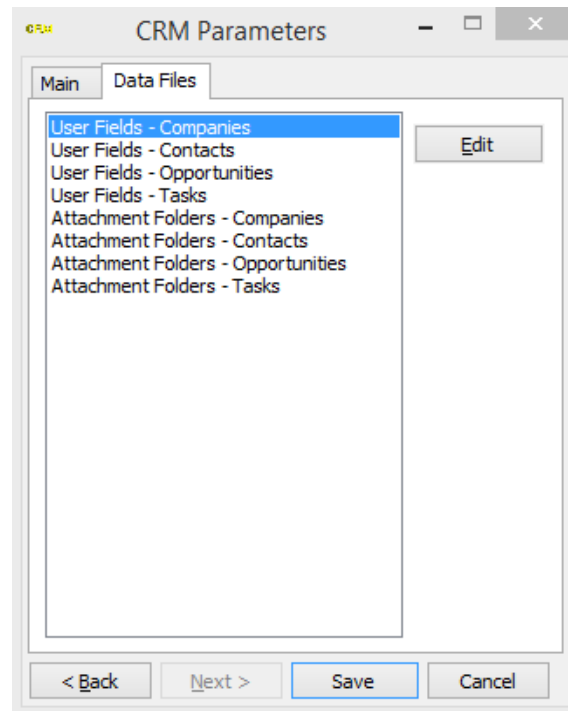 CRM CRM Parameters
Main Data Files
User Fields - Companies
Edit
User Fields - Contacts
User Fields - Opportunities
User Fields - Tasks
Attachment Folders - Companies
Attachment Folders - Contacts
Attachment Folders - Opportunities
Attachment Folders - Tasks
< Back Next > Save Cancel